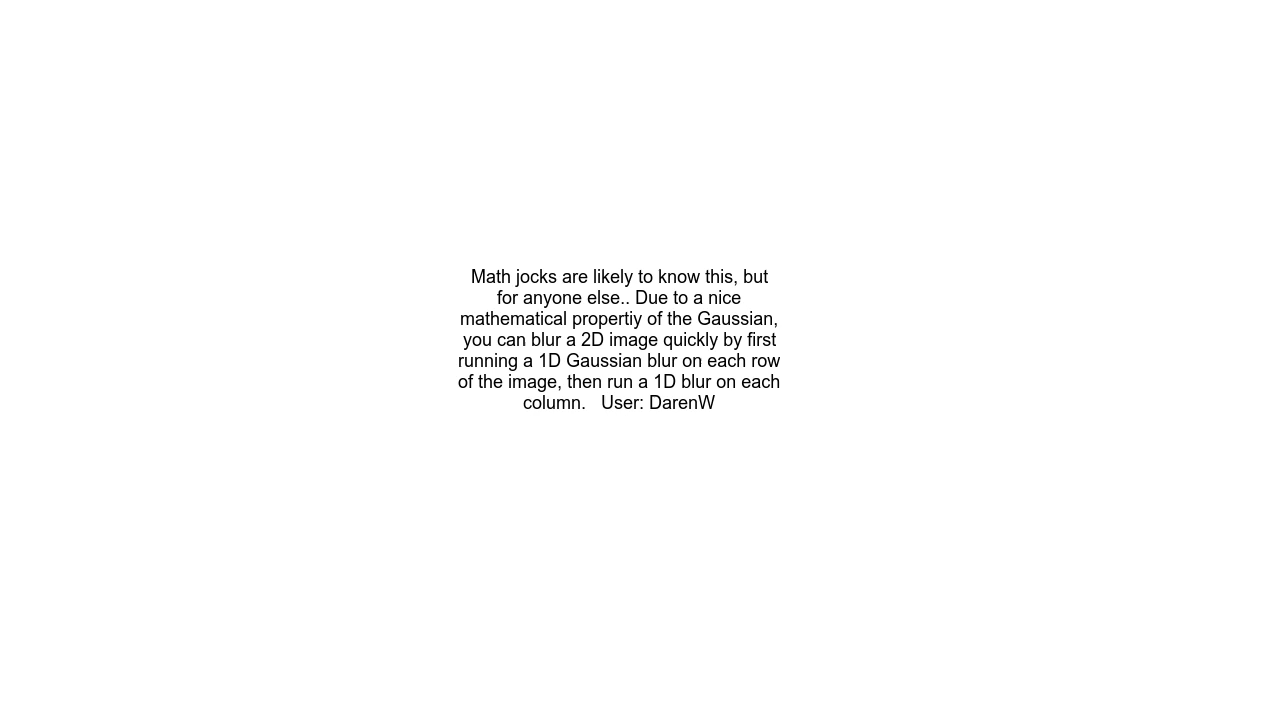 Math jocks are likely to know this, but
for anyone else.. Due to a nice
mathematical propertiy of the Gaussian,
you can blur a 2D image quickly by first
running a 1D Gaussian blur on each row
of the image, then run a 1D blur on each
column.   User: DarenW